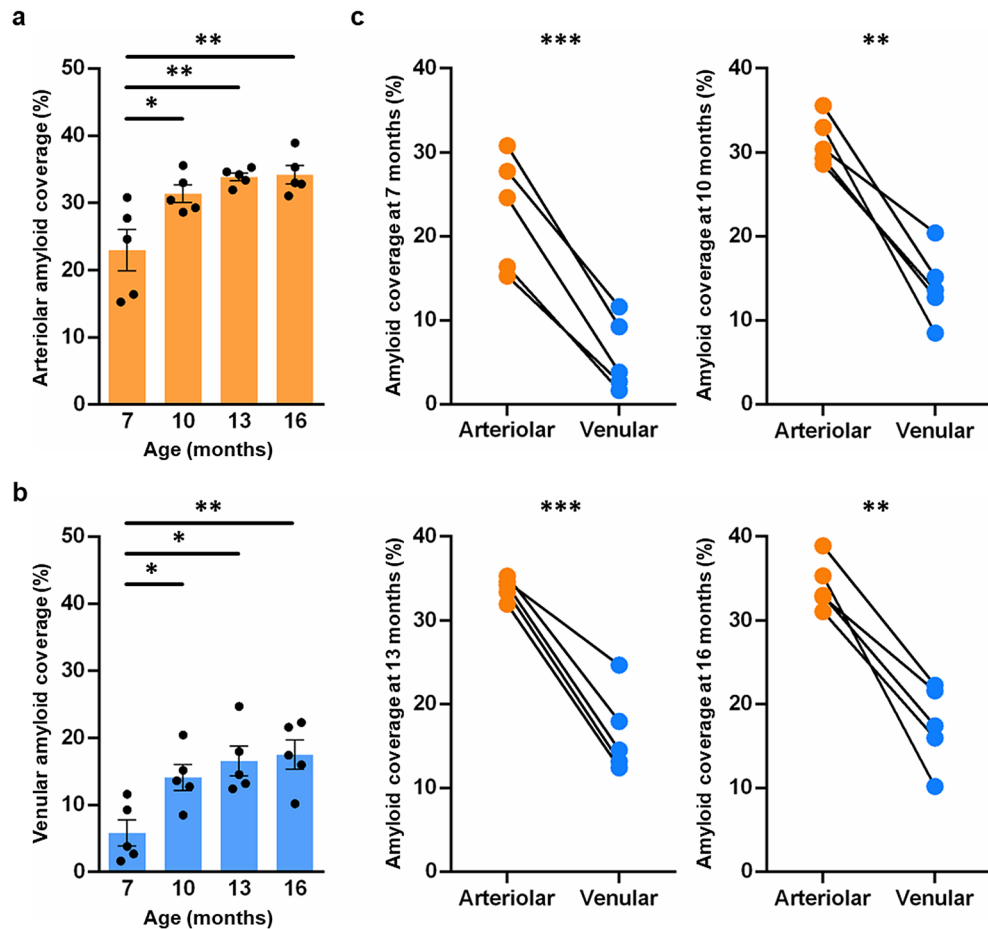 a
**
**
*
50
40
30
20
10
0
Arteriolar amyloid coverage (%)
7 10 13 16
Age (months)
b
**
*
*
50
40
30
20
10
0
Venular amyloid coverage (%)
7 10 13 16
Age (months)
c
***
40
30
20
10
0
Amyloid coverage at 7 months (%)
Arteriolar Venular
**
40
30
20
10
0
Amyloid coverage at 10 months (%)
Arteriolar Venular
***
40
30
20
10
0
Amyloid coverage at 13 months (%)
Arteriolar Venular
**
40
30
20
10
0
Amyloid coverage at 16 months (%)
Arteriolar Venular